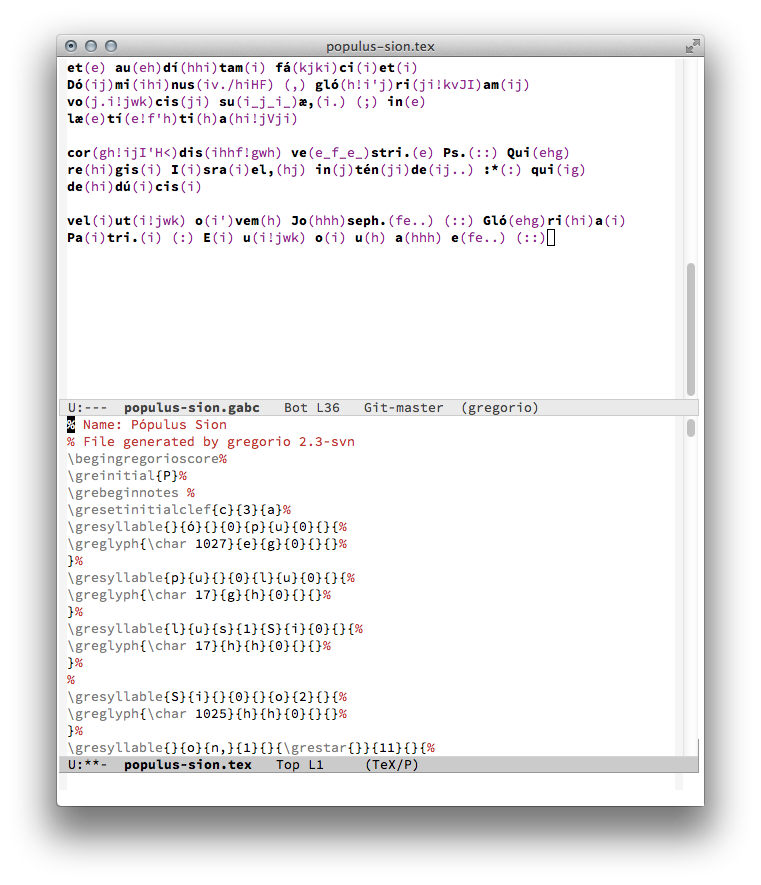 populus-sion.tex
et(e) au(eh)dí(hhi)tam(i) fá(kjki)ci(i)et(i)
Dó(ij)mi(ihi)nus(iv./hiHF) (,) gló(h!i'j)ri(ji!kvJI)am(ij)
vo(j.i!jwk)cis(ji) su(i_j_i_)æ,(i.) (;) in(e)
læ(e)tí(e!f'h)ti(h)a(hi!jVji)
cor(gh!ijI'H<)dis(ihhf!gwh) ve(e_f_e_)stri.(e) Ps.(::) Qui(ehg)
re(hi)gis(i) I(i)sra(i)el,(hj) in(j)tén(ji)de(ij..) :*(:) qui(ig)
de(hi)dú(i)cis(i)
vel(i)ut(i!jwk) o(i')vem(h) Jo(hhh)seph.(fe..) (::) Gló(ehg)ri(hi)a(i)
Pa(i)tri.(i) (:) E(i) u(i!jwk) o(i) u(h) a(hhh) e(fe..) (::)
U:---  populus-sion.gabc   Bot L36   Git-master  (gregorio)
% Name: Pópulus Sion
% File generated by gregorio 2.3-svn
\begingregorioscore%
\greinitial{P}%
\grebeginnotes %
\gresetinitialclef{c}{3}{a}%
\gresyllable{}{ó}{}{0}{p}{u}{0}{}{%
\greglyph{\char 1027}{e}{g}{0}{}{}%
}%
\gresyllable{p}{u}{}{0}{l}{u}{0}{}{%
\greglyph{\char 17}{g}{h}{0}{}{}%
}%
\gresyllable{l}{u}{s}{1}{S}{i}{0}{}{%
\greglyph{\char 17}{h}{h}{0}{}{}%
}%
%
\gresyllable{S}{i}{}{0}{}{o}{2}{}{%
\greglyph{\char 1025}{h}{h}{0}{}{}%
}%
\gresyllable{}{o}{n,}{1}{}{\grestar{}}{11}{}{%
U:**-  populus-sion.tex   Top L1     (TeX/P)